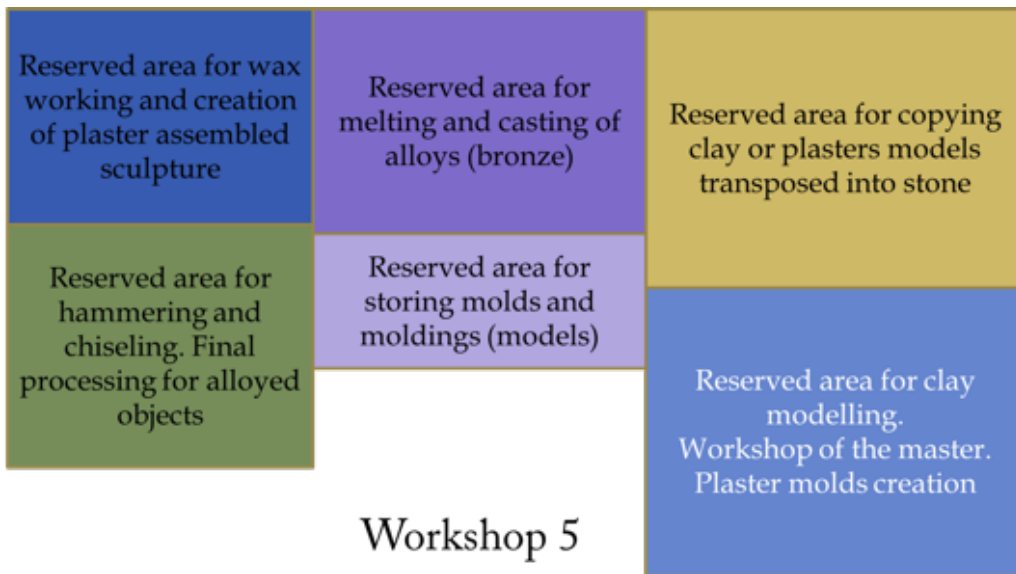 Reserved area for wax
working and creation
of plaster assembled
sculpture
Reserved area for
melting and casting of
alloys (bronze)
Reserved area for copying
clay or plasters models
transposed into stone
Reserved area for
hammering and
chiseling. Final
processing for alloyed
objects
Reserved area for
storing molds and
moldings (models)
Reserved area for clay
modelling.
Workshop of the master.
Plaster molds creation
Workshop 5